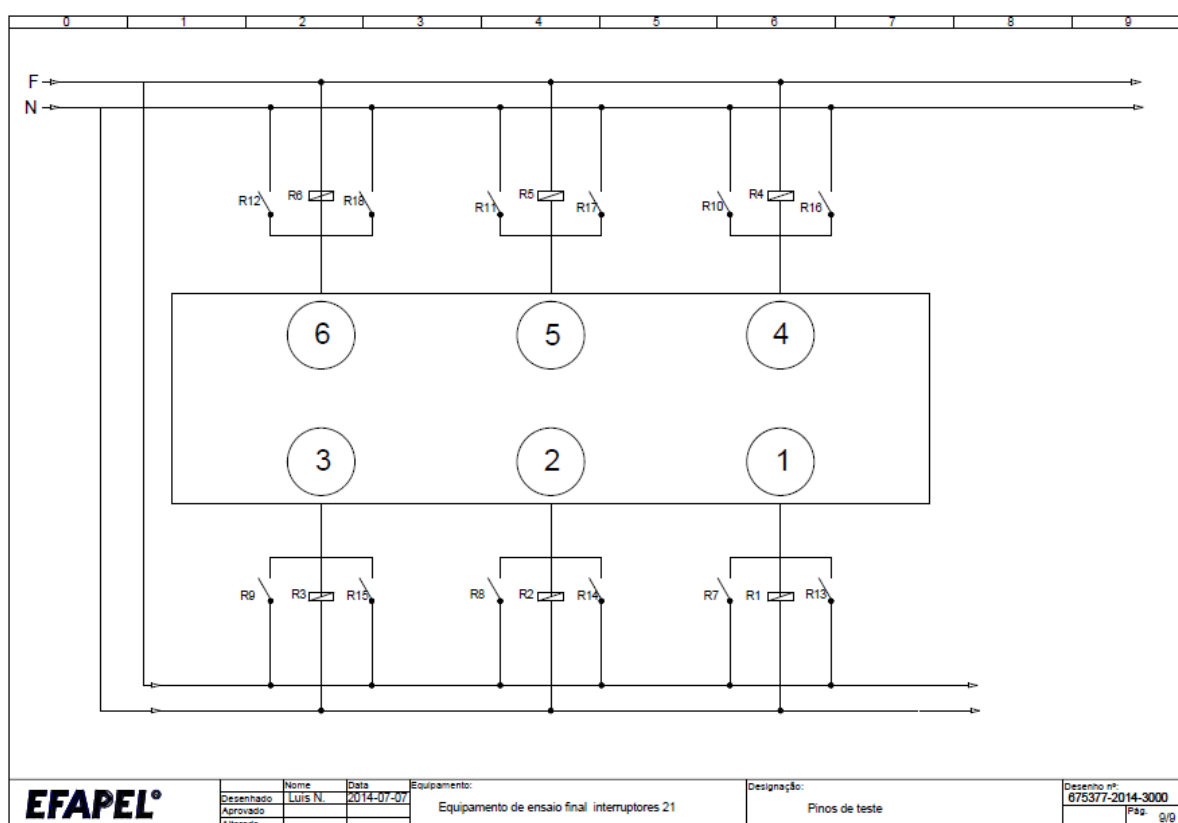 0 1 2 3 4 5 6 7 8 9
F
N
R12 R6 R18 R11 R5 R17 R10 R4 R16
6 5 4
3 2 1
R9 R3 R15 R8 R2 R14 R7 R1 R13
EFAPEL®
Nome Data
Desenhado Luis N. 2014-07-07
Aprovado
Alterado
Equipamento:
Equipamento de ensaio final interruptores 21
Designação:
Pinos de teste
Desenho nº:
675377-2014-3000
Pág. 9/9